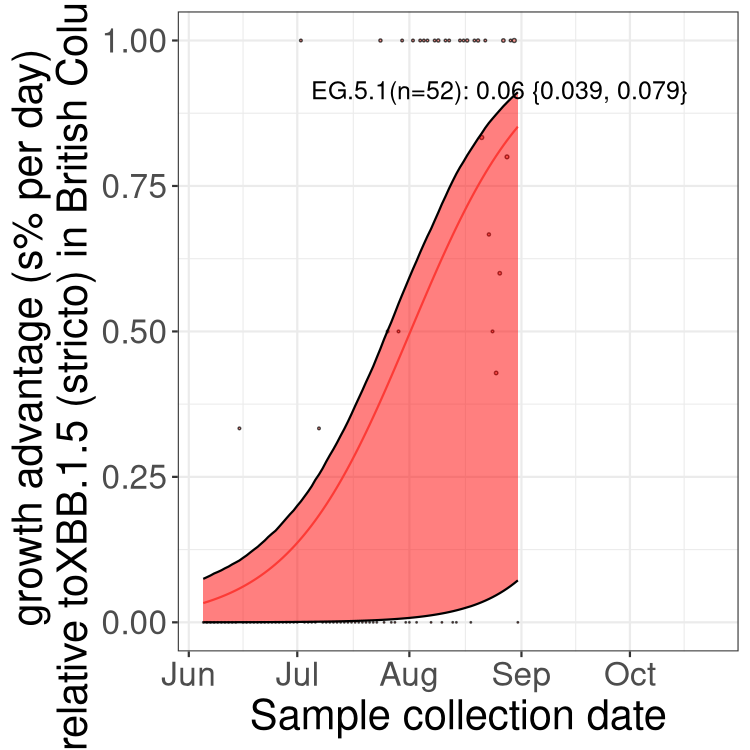 growth advantage (s% per day)
relative toXBB.1.5 (stricto) in British Colu
1.00
0.75
0.50
0.25
0.00
EG.5.1(n=52): 0.06 {0.039, 0.079}
Jun Jul Aug Sep Oct
Sample collection date